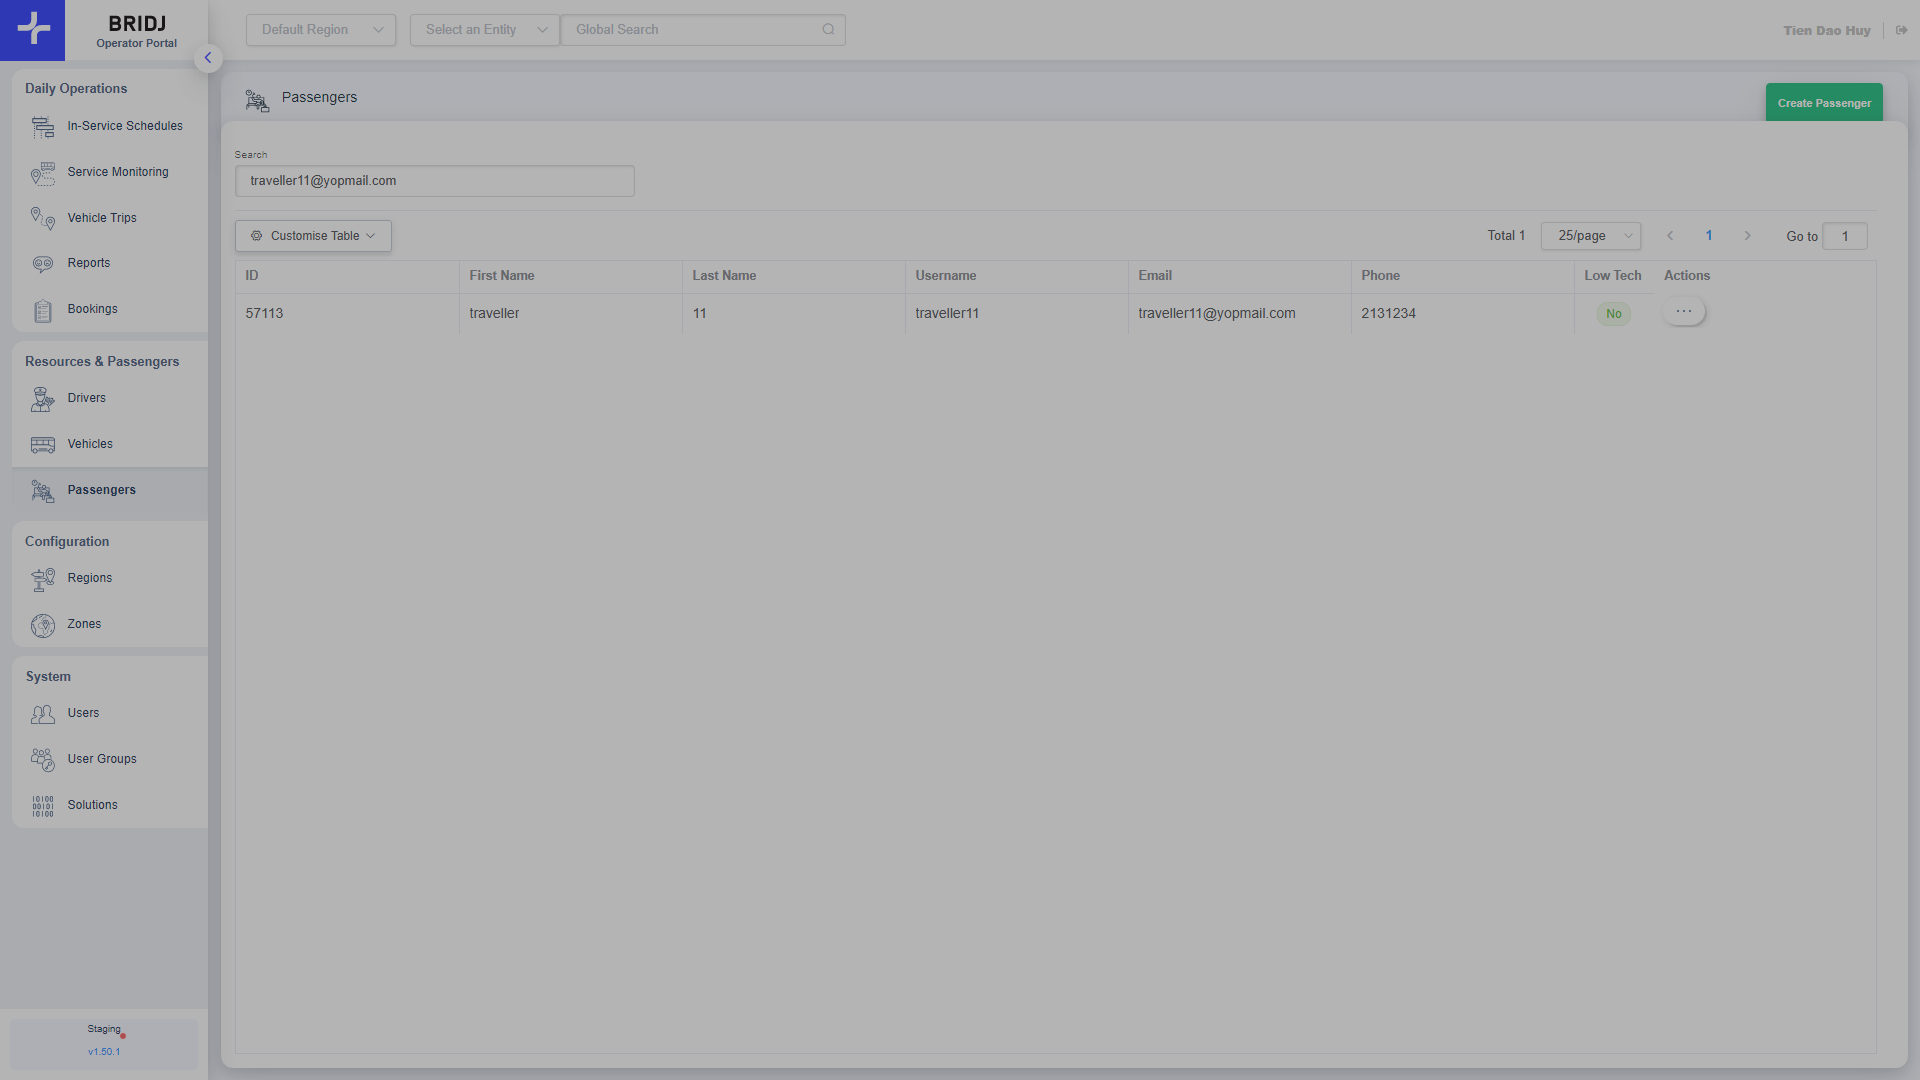 BRIDJ
Operator Portal
Default Region
Select an Entity
Global Search
Tien Dao Huy
Daily Operations
In-Service Schedules
Service Monitoring
Vehicle Trips
Reports
Bookings
Resources & Passengers
Drivers
Vehicles
Passengers
Configuration
Regions
Zones
System
Users
User Groups
Solutions
Staging
v1.50.1
Passengers
Create Passenger
Search
traveller11@yopmail.com
Customise Table
Total 1
25/page
1
Go to
1
ID First Name Last Name Username Email Phone Low Tech Actions
57113 traveller 11 traveller11 traveller11@yopmail.com 2131234 No ...